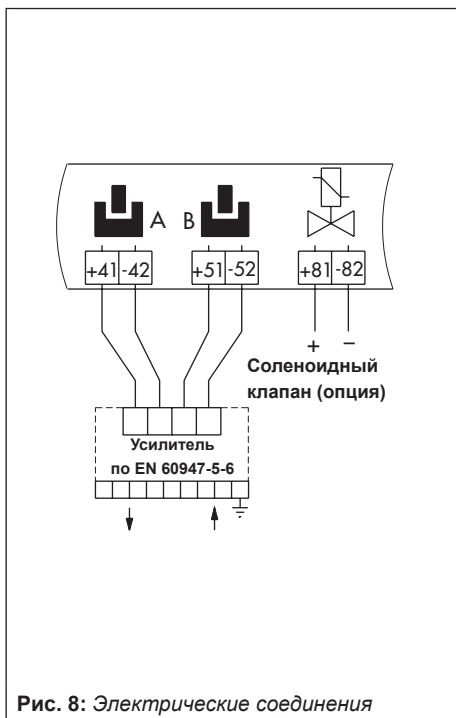 A B
+41 -42 +51 -52 +81 -82
+ −
Соленоидный
клапан (опция)
Усилитель
по EN 60947-5-6
Рис. 8: Электрические соединения